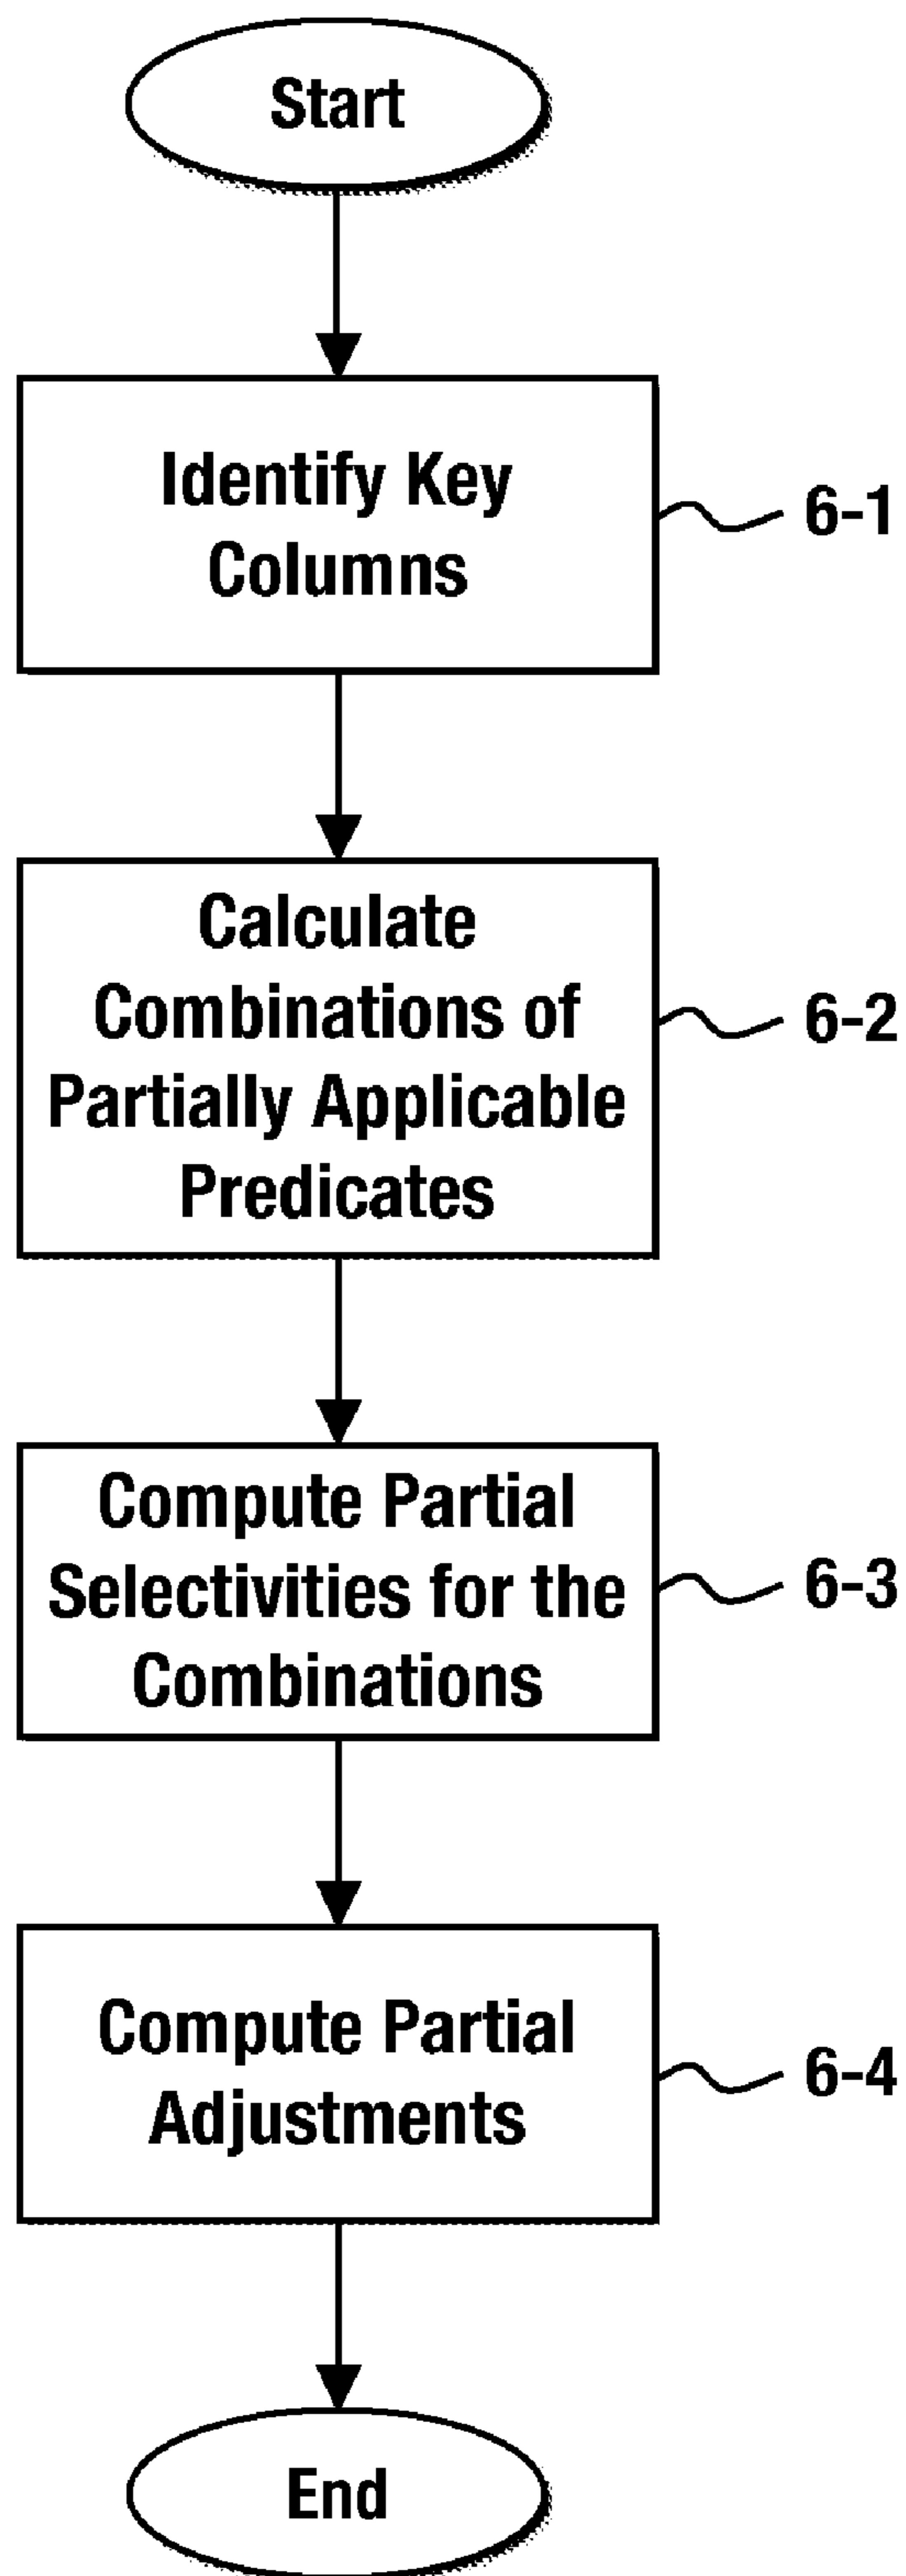 Start
Identify Key
Columns
6-1
Calculate
Combinations of
Partially Applicable
Predicates
6-2
Compute Partial
Selectivities for the
Combinations
6-3
Compute Partial
Adjustments
6-4
End